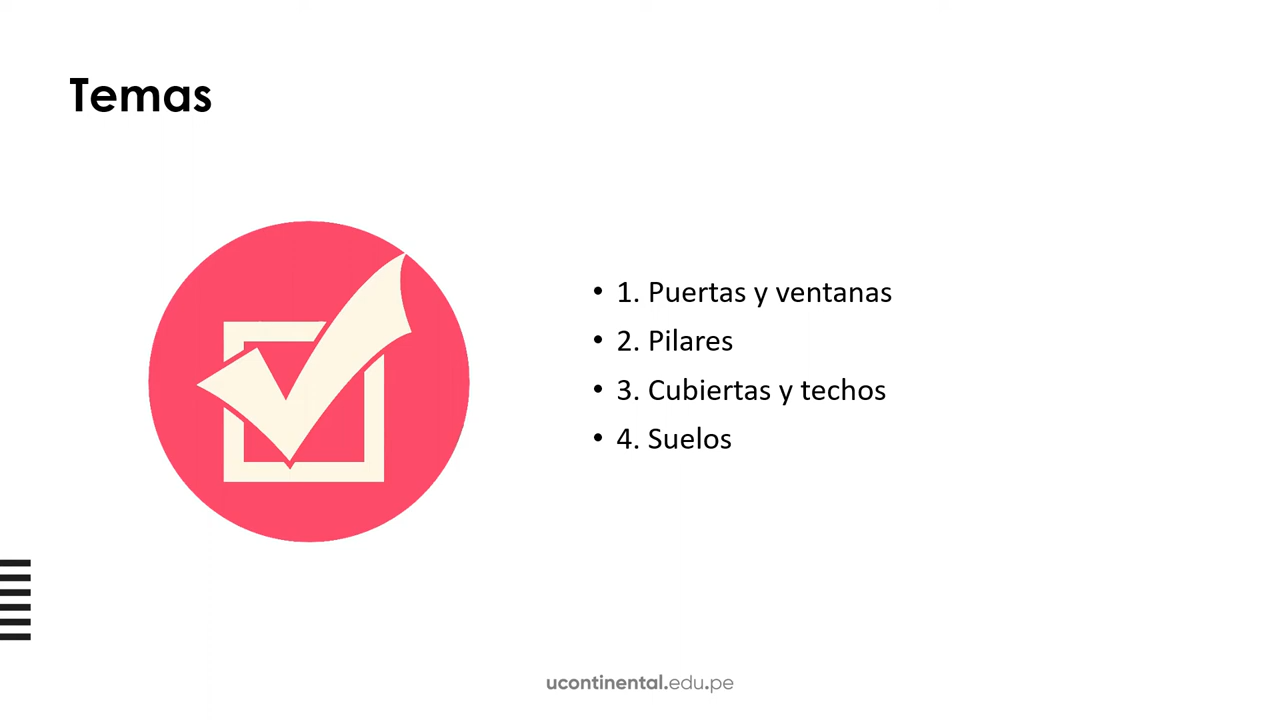 Temas
• 1. Puertas y ventanas
• 2. Pilares
• 3. Cubiertas y techos
• 4. Suelos
ucontinental.edu.pe